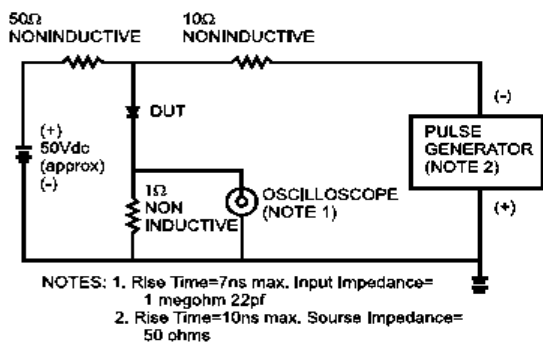 50Ω
NONINDUCTIVE
10Ω
NONINDUCTIVE
(+)
50Vdc
(approx)
(-)
DUT
1Ω
NON
INDUCTIVE
OSCILLOSCOPE
(NOTE 1)
(-)
PULSE
GENERATOR
(NOTE 2)
(+)
NOTES: 1. Rise Time=7ns max. Input Impedance=
1 megohm 22pf
2. Rise Time=10ns max. Sourse Impedance=
50 ohms